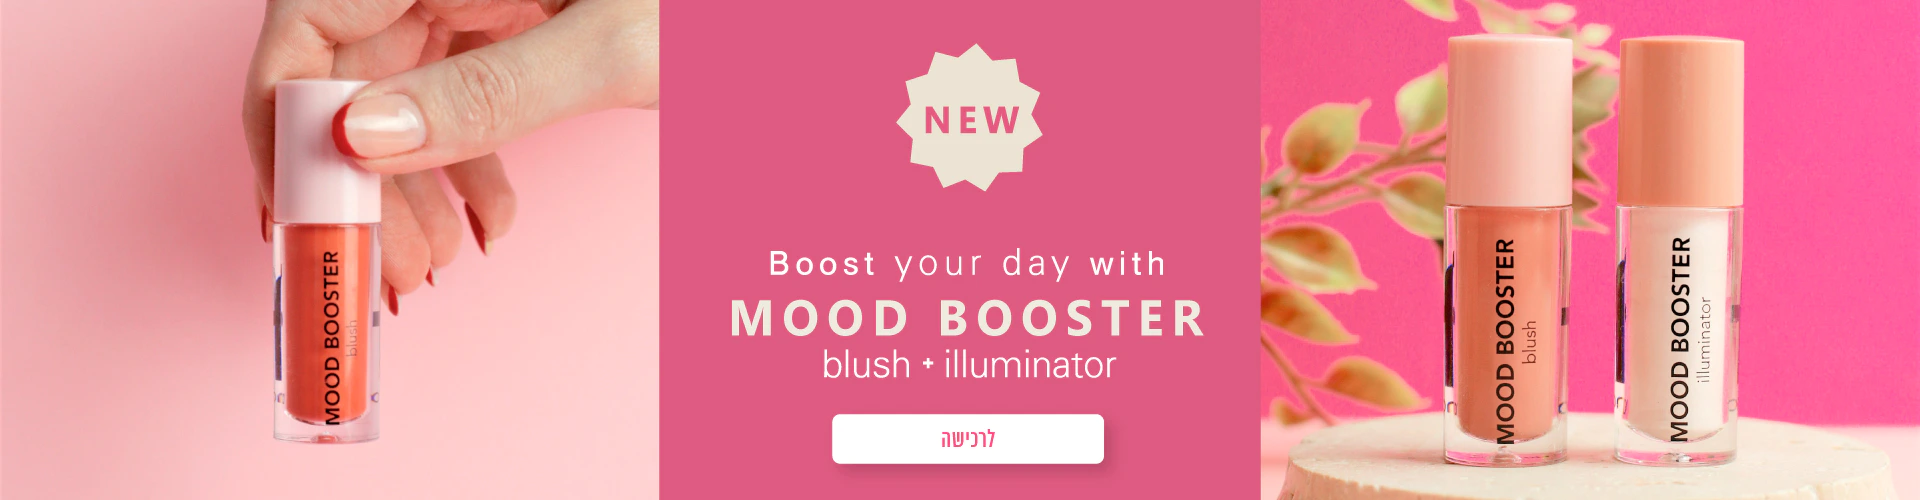 MOOD BOOSTER
blush
NEW
Boost your day with
MOOD BOOSTER
blush + illuminator
לרכישה
MOOD BOOSTER
blush
MOOD BOOSTER
illuminator